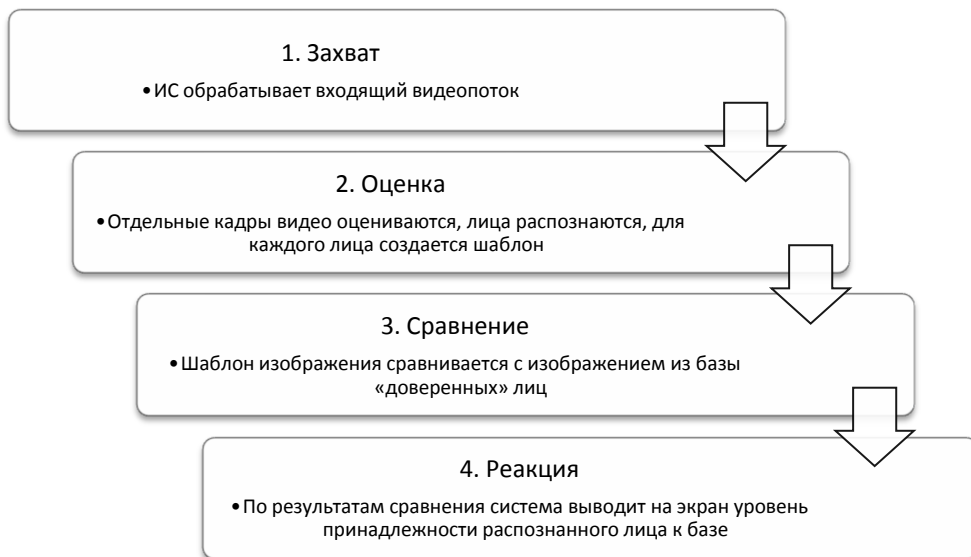 1. Захват
•ИС обрабатывает входящий видеопоток
2. Оценка
•Отдельные кадры видео оцениваются, лица распознаются, для
каждого лица создается шаблон
3. Сравнение
•Шаблон изображения сравнивается с изображением из базы
«доверенных» лиц
4. Реакция
•По результатам сравнения система выводит на экран уровень
принадлежности распознанного лица к базе